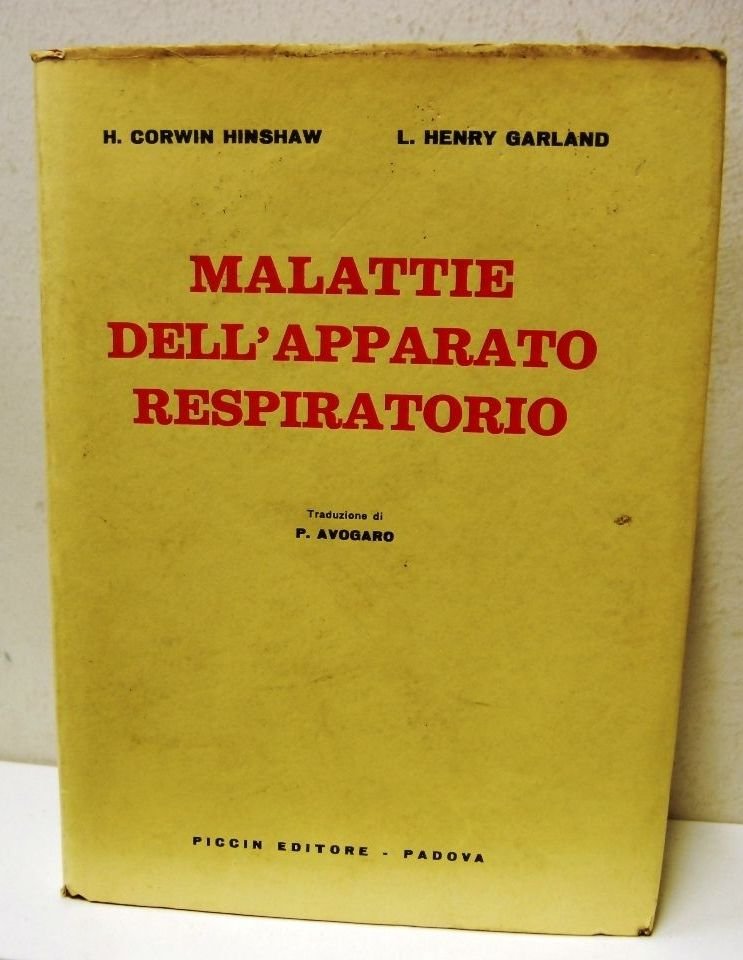 H. CORWIN HINSHAW L. HENRY GARLAND
MALATTIE
DELL'APPARATO
RESPIRATORIO
Traduzione di
P. AVOGARO
PICCIN EDITORE - PADOVA